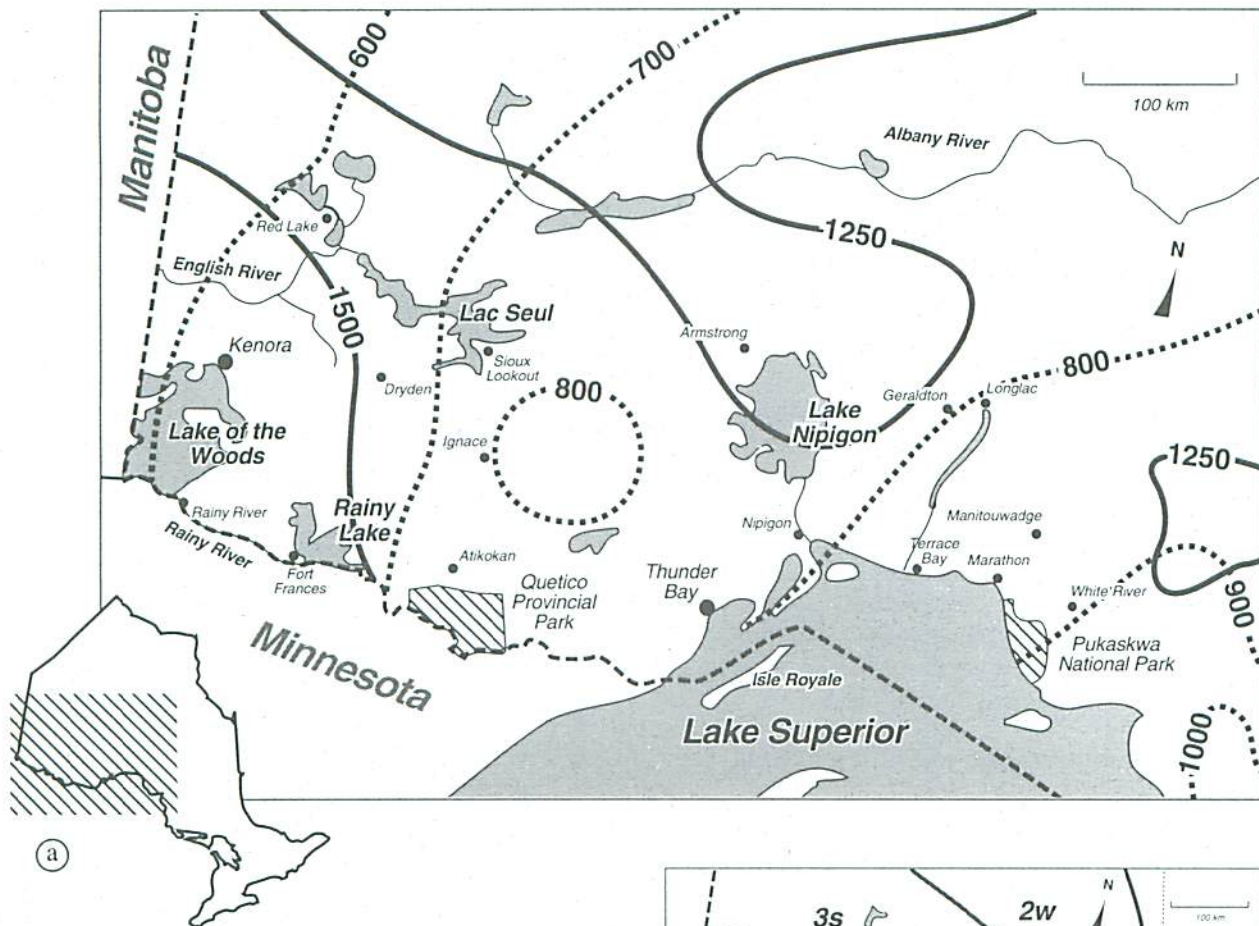 600
700
100 km
Manitoba
Albany River
Red Lake
1250
N
English River
1500
Lac Seul
Armstrong
Kenora
Sioux
Lookout
800
Dryden
800
Geraldton
Longlac
Lake
Nipigon
Lake of the
Woods
Ignace
1250
Rainy River
Rainy
Lake
Rainy River
Nipigon
Manitouwadge
Fort
Frances
Atikokan
Quetico
Provincial
Park
Thunder
Bay
Terrace
Bay
Marathon
White River
900
Minnesota
Pukaskwa
National Park
Isle Royale
Lake Superior
1000
a
3s
2w
N
100 km